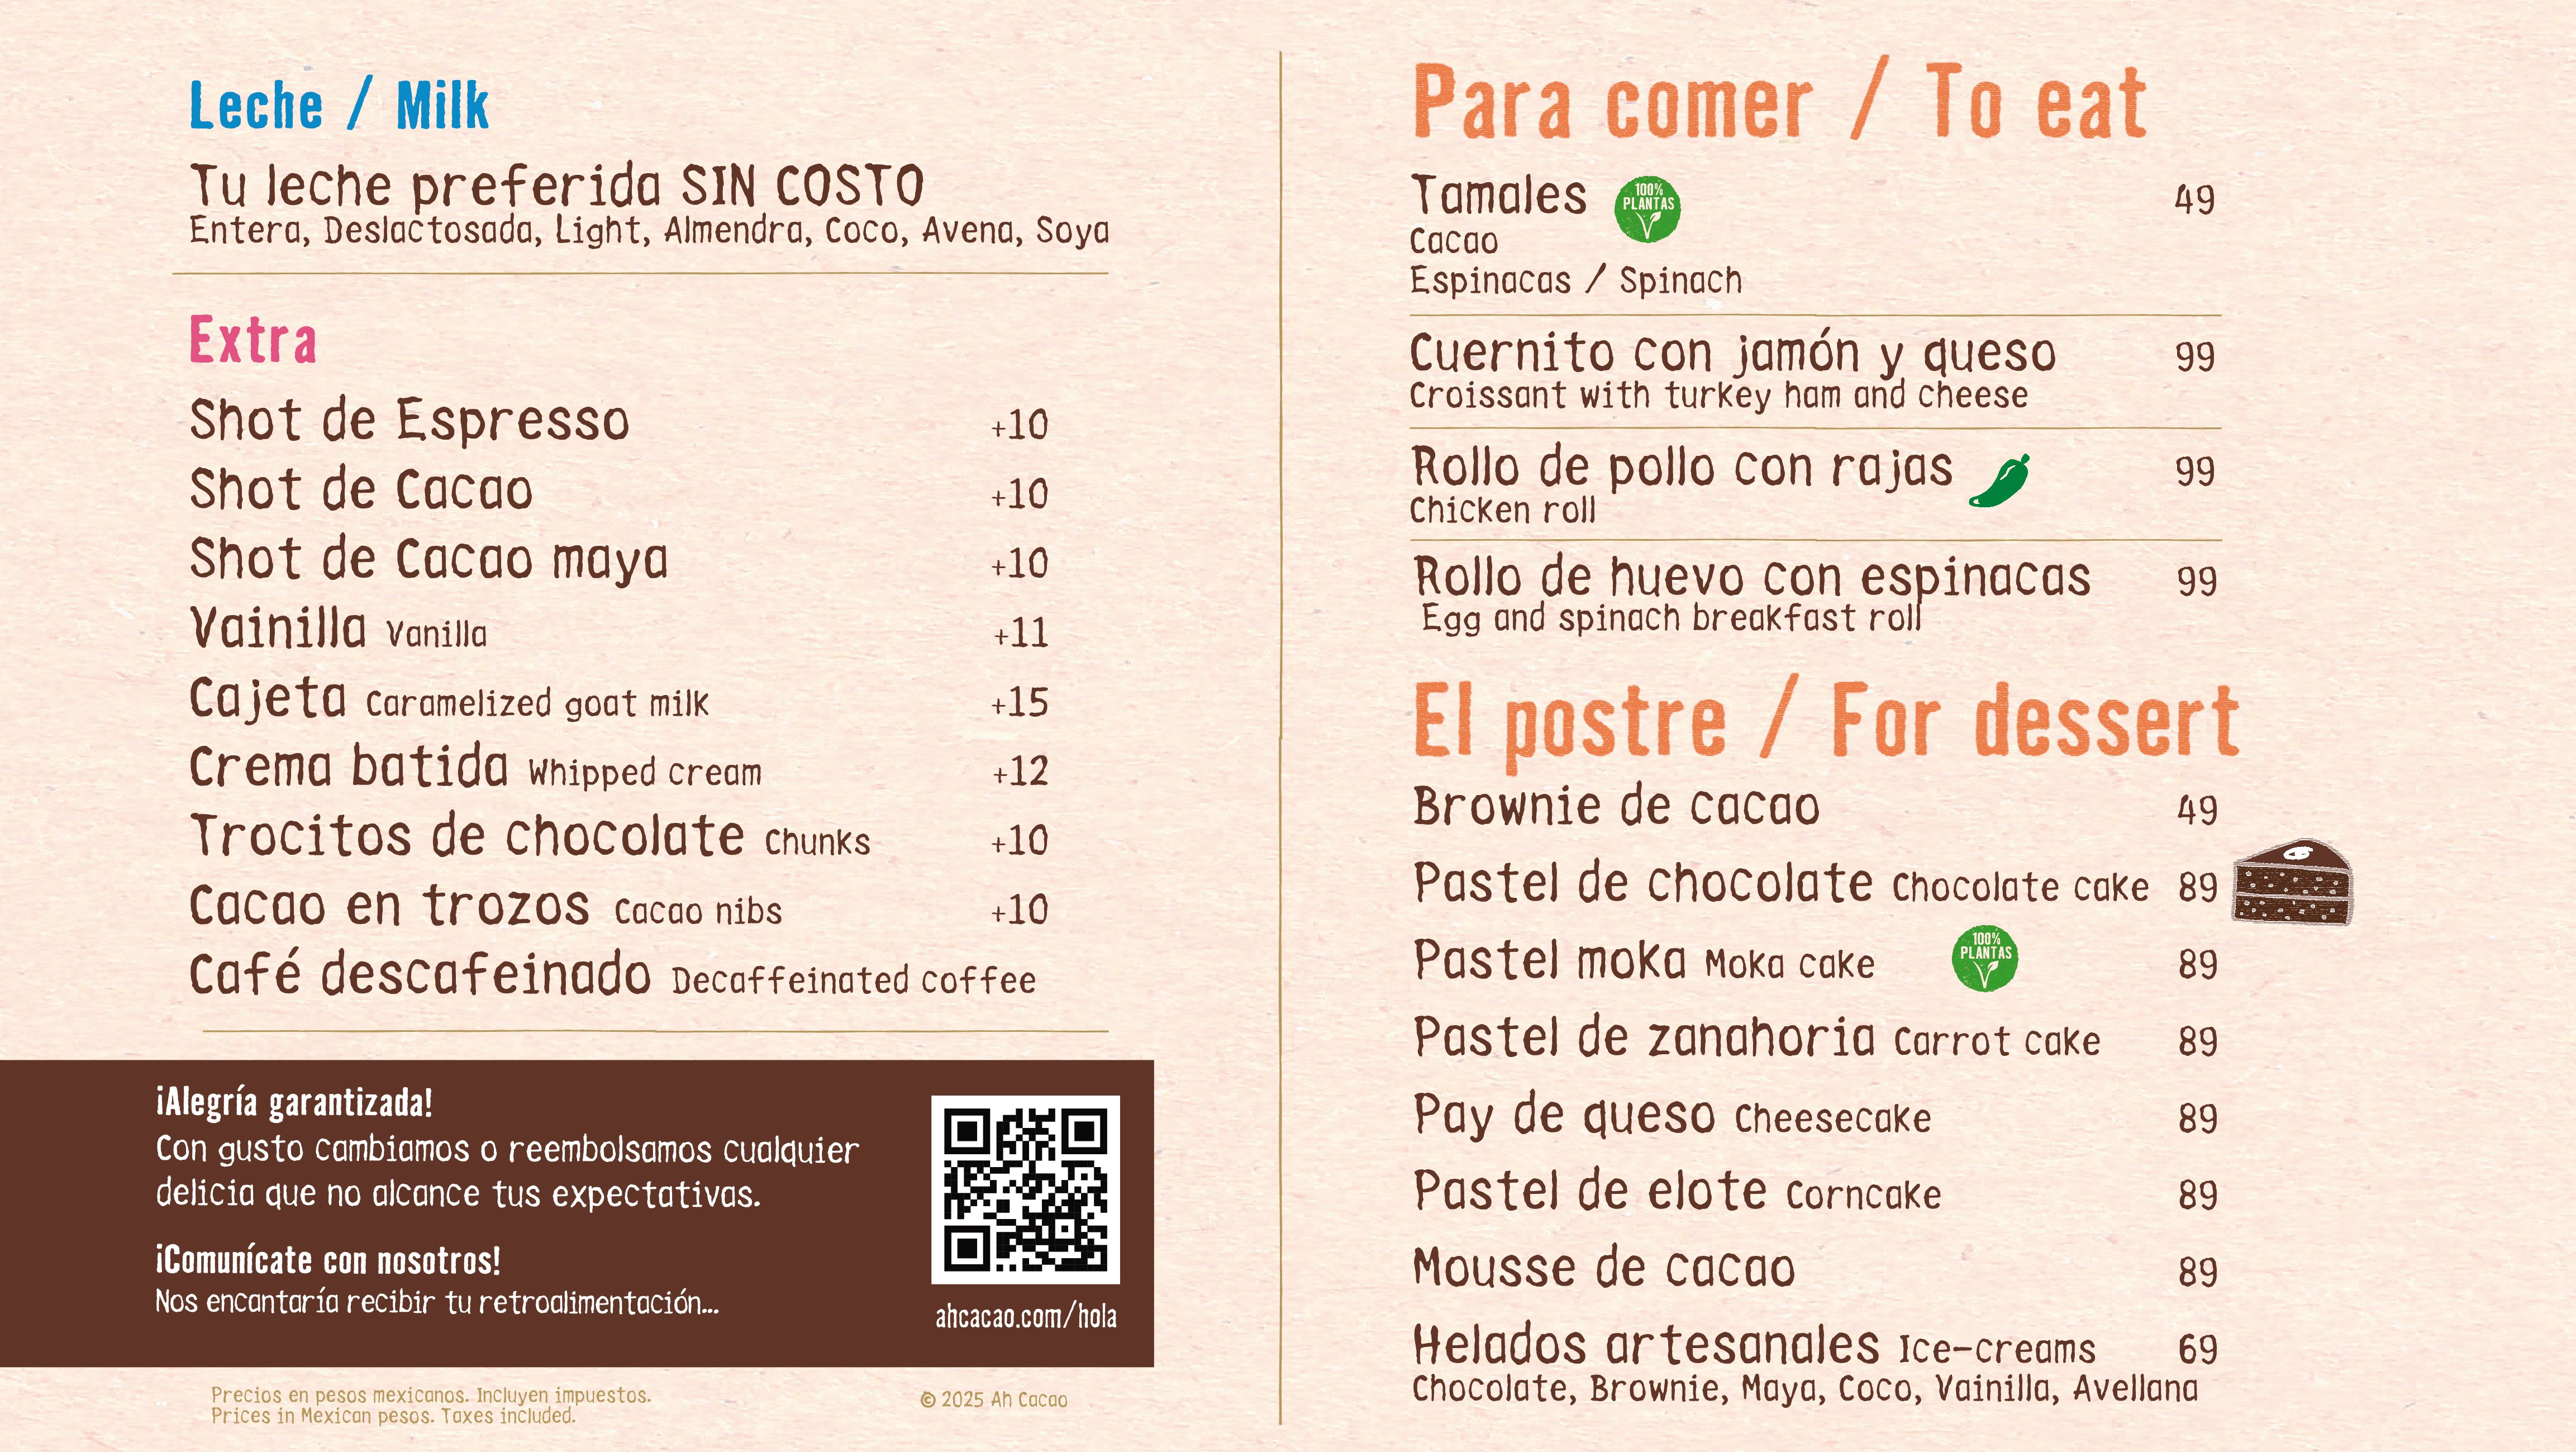 Leche / Milk
Tu leche preferida SIN COSTO
Entera, Deslactosada, Light, Almendra, Coco, Avena, Soya
Extra
Shot de Espresso +10
Shot de Cacao +10
Shot de Cacao maya +10
Vainilla Vanilla +11
Cajeta Caramelized goat milk +15
Crema batida Whipped cream +12
Trocitos de chocolate Chunks +10
Cacao en trozos Cacao nibs +10
Café descafeinado Decaffeinated coffee
¡Alegría garantizada!
Con gusto cambiamos o reembolsamos cualquier
delicia que no alcance tus expectativas.
¡Comunícate con nosotros!
Nos encantaría recibir tu retroalimentación...
ahcacao.com/hola
Precios en pesos mexicanos. Incluyen impuestos.
Prices in Mexican pesos. Taxes included.
© 2025 Ah Cacao
Para comer / To eat
Tamales 100% PLANTAS 49
Cacao
Espinacas / Spinach
Cuernito con jamón y queso 99
Croissant with turkey ham and cheese
Rollo de pollo con rajas 99
Chicken roll
Rollo de huevo con espinacas 99
Egg and spinach breakfast roll
El postre / For dessert
Brownie de cacao 49
Pastel de chocolate Chocolate cake 89
Pastel moka Moka cake 100% PLANTAS 89
Pastel de zanahoria Carrot cake 89
Pay de queso Cheesecake 89
Pastel de elote Corncake 89
Mousse de cacao 89
Helados artesanales Ice-creams 69
Chocolate, Brownie, Maya, Coco, Vainilla, Avellana